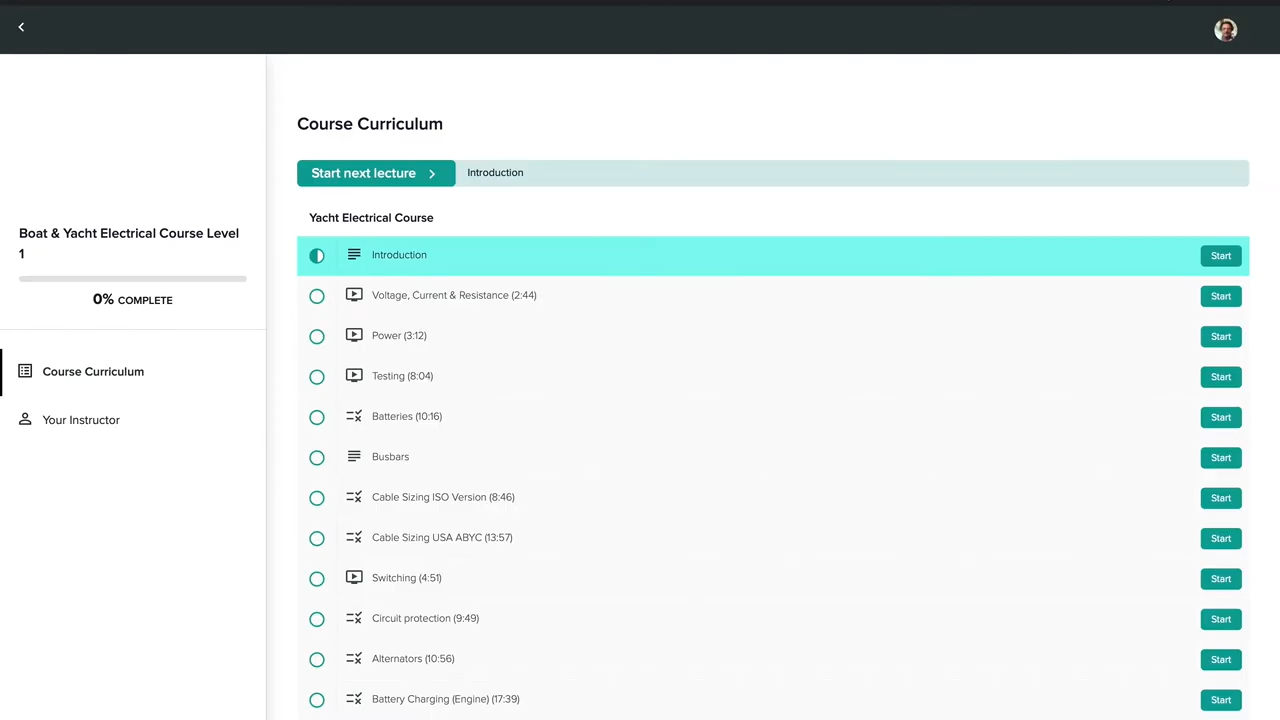 Course Curriculum
Start next lecture
Introduction
Yacht Electrical Course
Boat & Yacht Electrical Course Level
1
0% COMPLETE
Course Curriculum
Your Instructor
Introduction
Start
Voltage, Current & Resistance (2:44)
Start
Power (3:12)
Start
Testing (8:04)
Start
Batteries (10:16)
Start
Busbars
Start
Cable Sizing ISO Version (8:46)
Start
Cable Sizing USA ABYC (13:57)
Start
Switching (4:51)
Start
Circuit protection (9:49)
Start
Alternators (10:56)
Start
Battery Charging (Engine) (17:39)
Start